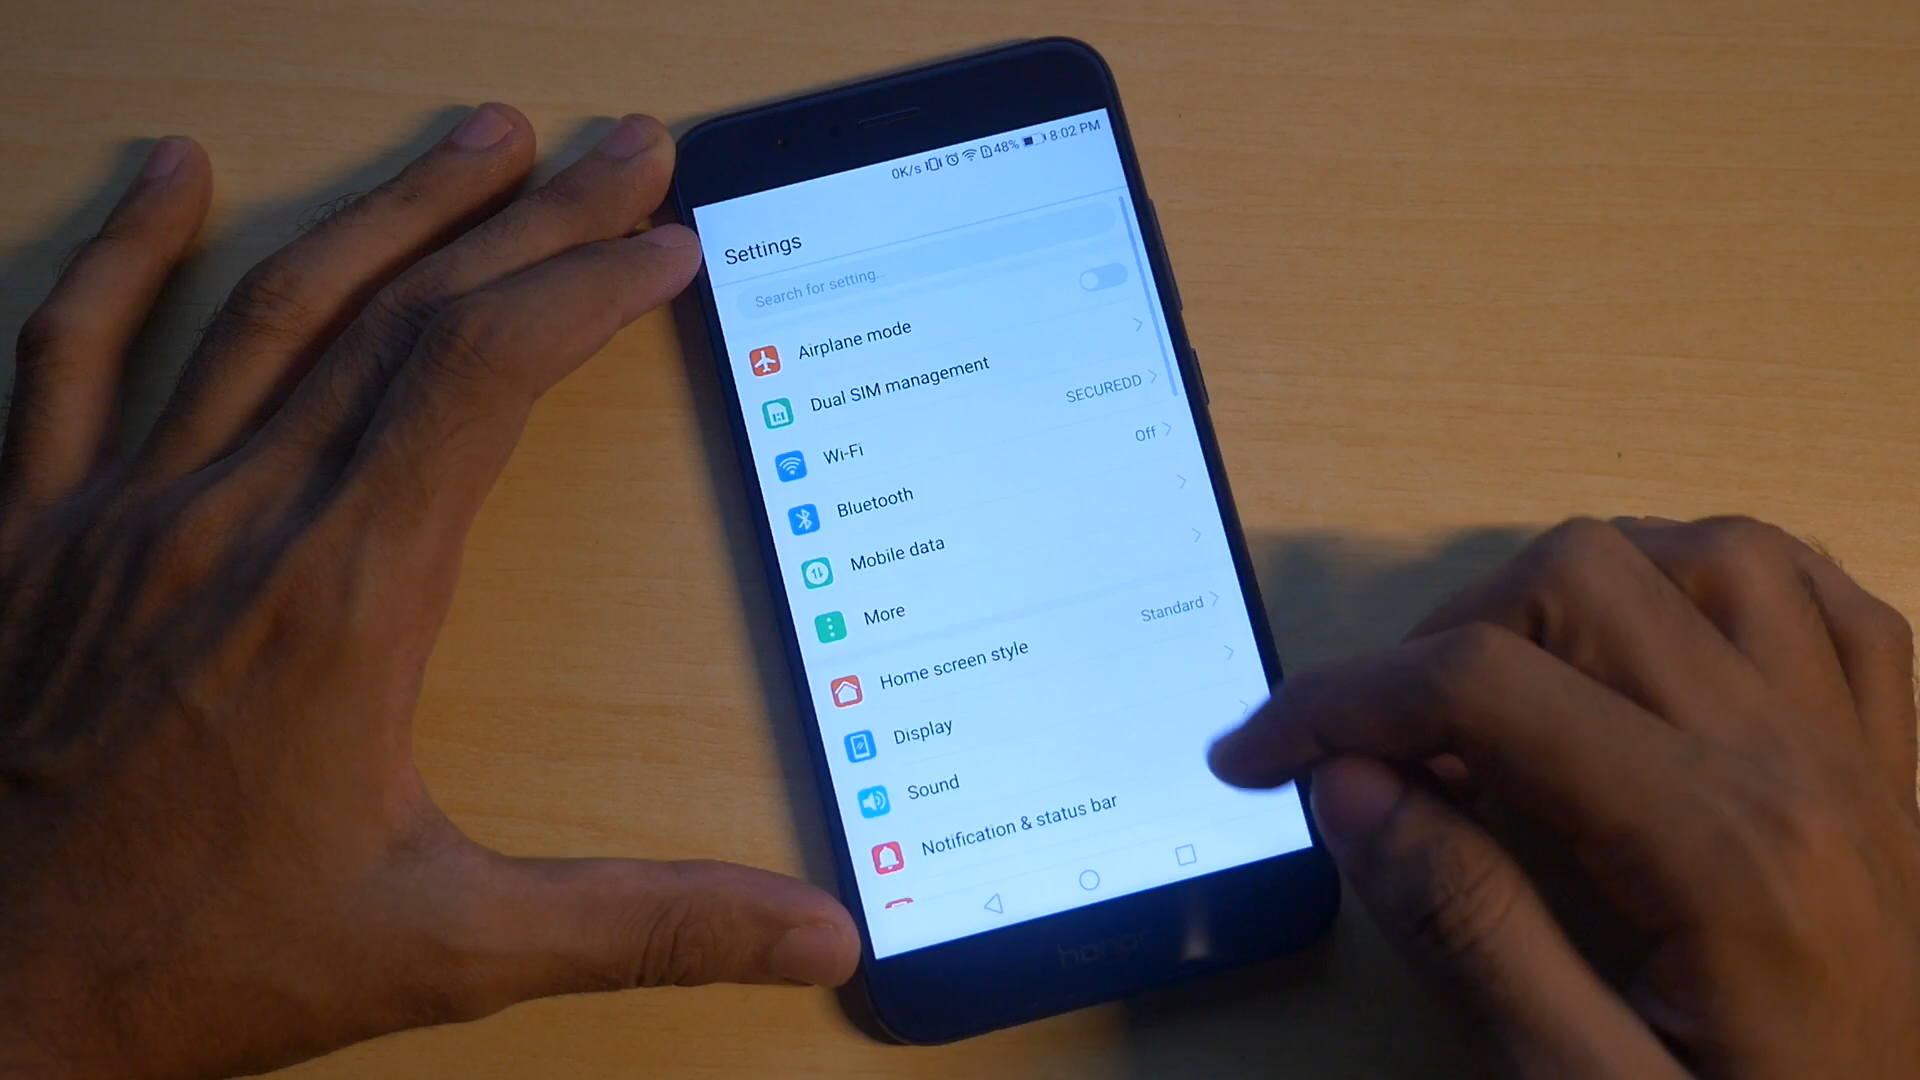 0K/s 48% 8:02 PM
Settings
Search for setting...
Airplane mode
Dual SIM management
Wi-Fi SECUREDD
Bluetooth Off
Mobile data
More
Home screen style Standard
Display
Sound
Notification & status bar
honor